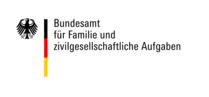 Bundesamt
für Familie und
zivilgesellschaftliche Aufgaben